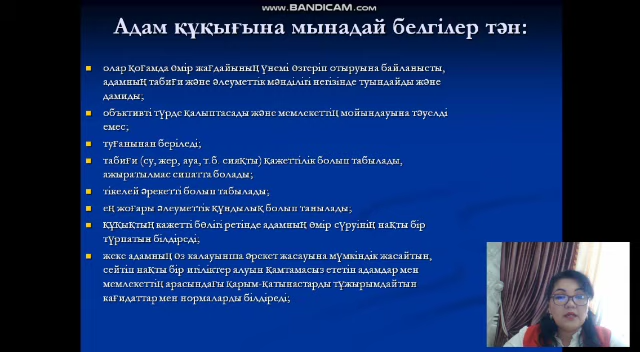 www.BANDICAM.com
Адам құқығына мынадай белгілер тән:
олар қоғамда өмір жағдайының үнемі өзгеріп отыруына байланысты,
адамның табиғи және әлеуметтік мәнділігі негізінде туындайды және
дамиды;
объективті түрде қалыптасады және мемлекеттің мойындауына тәуелді
емес;
туғанынан беріледі;
табиғи (су, жер, ауа, т.б. сияқты) қажеттілік болып табылады,
ажыратылмас сипатта болады;
тікелей әрекетті болып табылады;
ең жоғары әлеуметтік құндылық болып танылады;
құқықтың қажетті бөлігі ретінде адамның өмір сүруінің нақты бір
тұрпатын білдіреді;
жеке адамның өз калауынша әрекет жасауына мүмкіндік жасайтын,
сөйтіп нақты бір игіліктер алуын қамтамасыз ететін адамдар мен
мемлекеттің арасындағы қарым-қатынастарды тұжырымдайтын
кағидаттар мен нормаларды білдіреді;